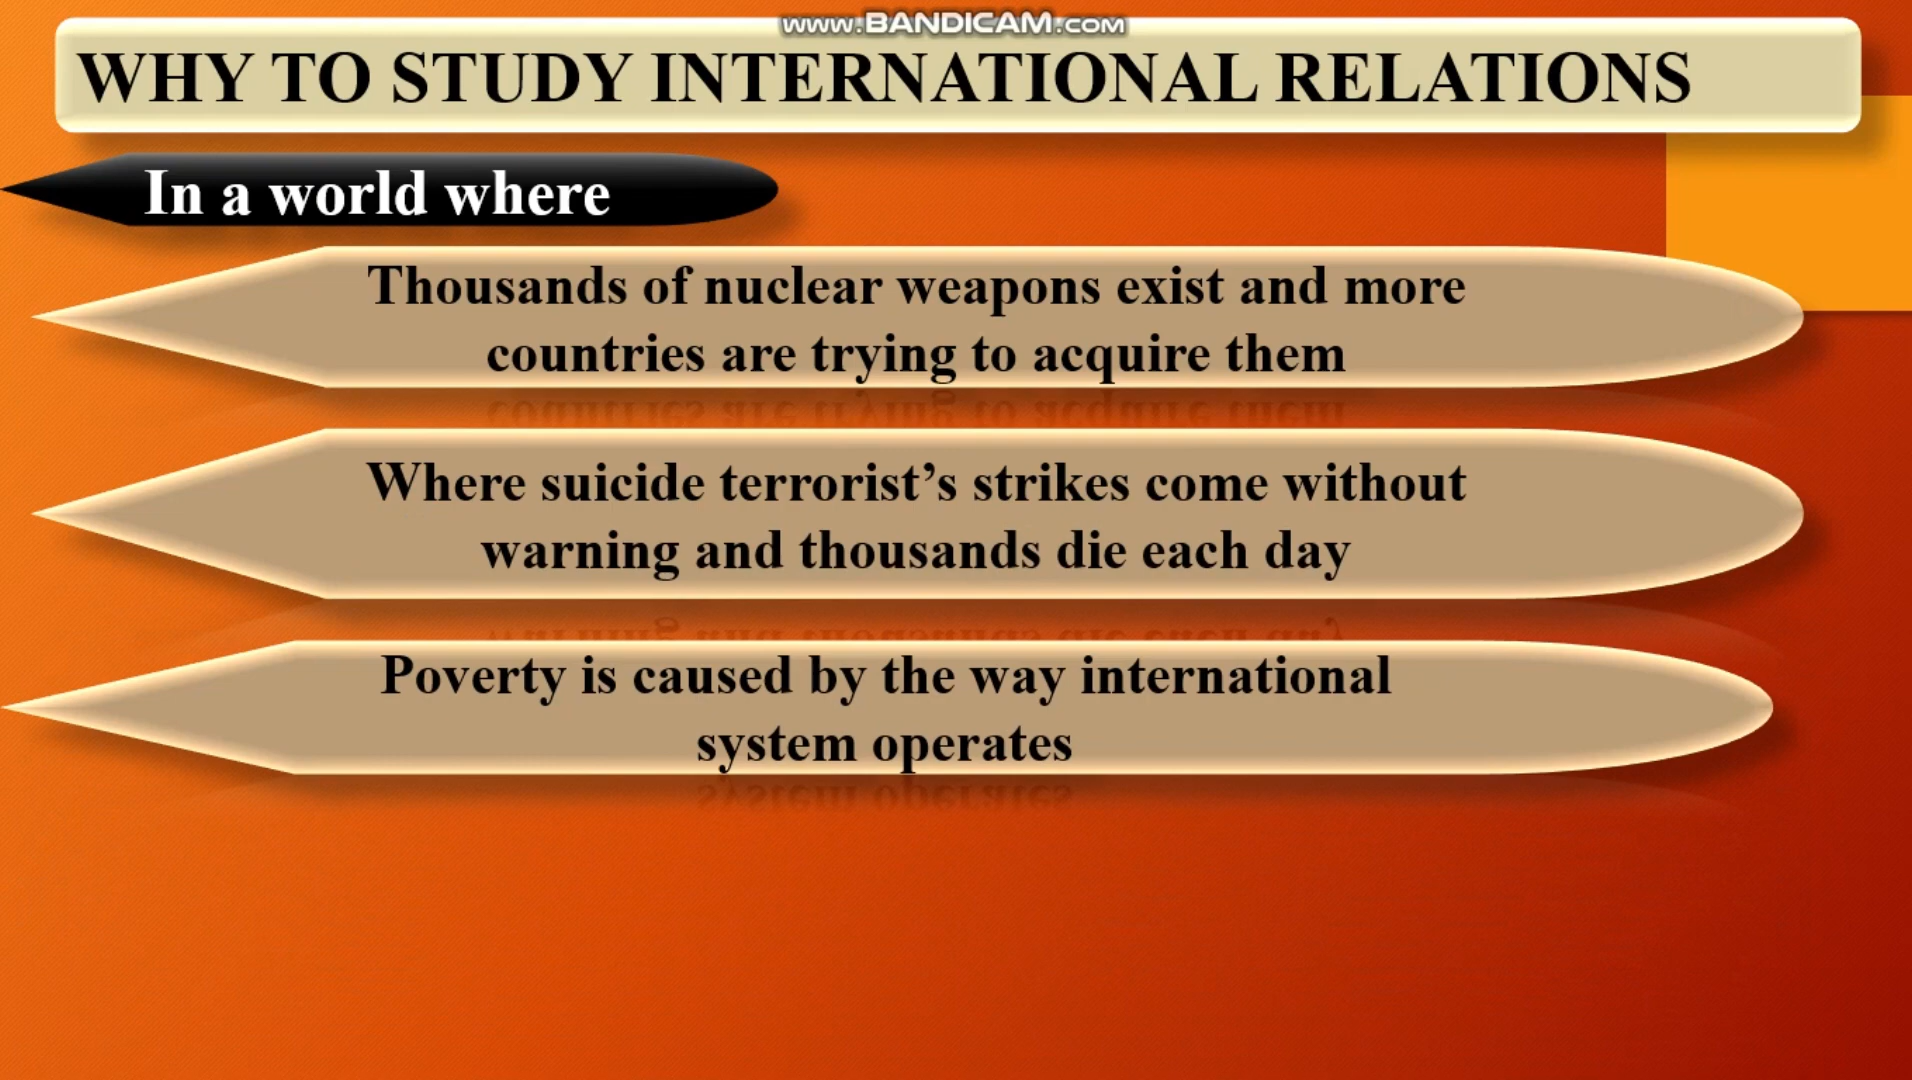 www.BANDICAM.com
WHY TO STUDY INTERNATIONAL RELATIONS
In a world where
Thousands of nuclear weapons exist and more
countries are trying to acquire them
Where suicide terrorist’s strikes come without
warning and thousands die each day
Poverty is caused by the way international
system operates